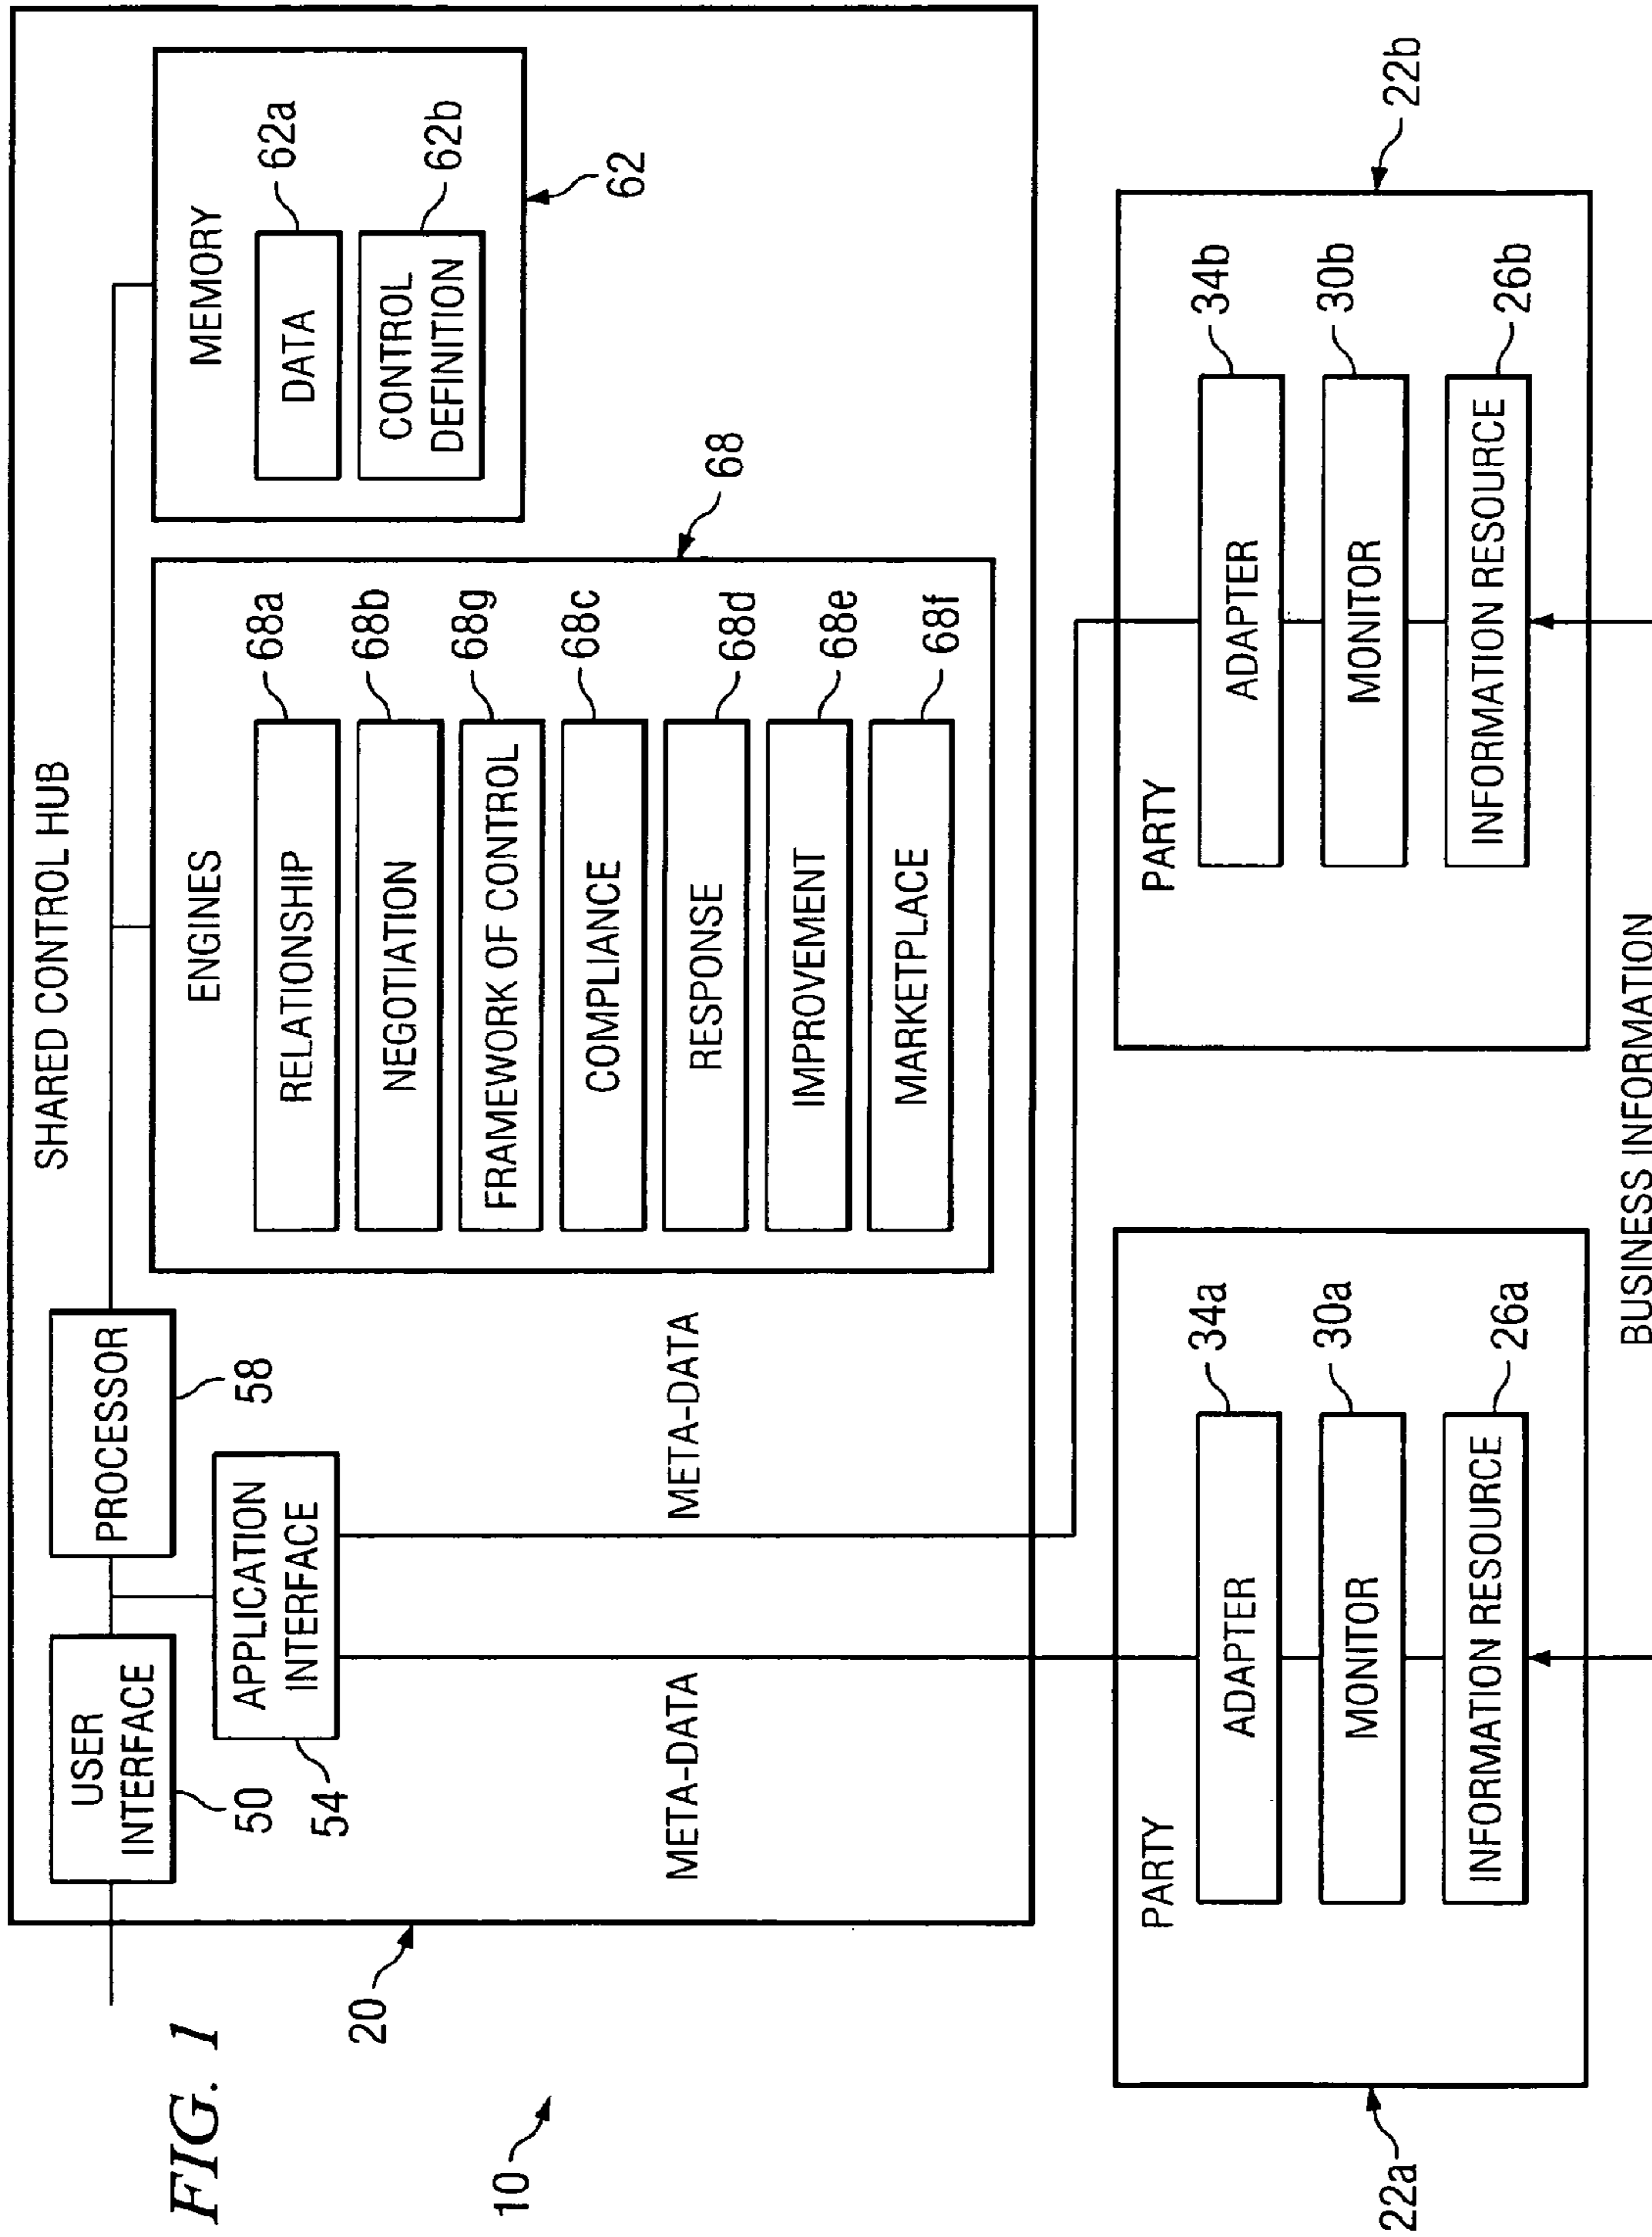 FIG. 1
10
20
SHARED CONTROL HUB
USER
INTERFACE
50
PROCESSOR
58
APPLICATION
INTERFACE
54
META-DATA
META-DATA
ENGINES
68
RELATIONSHIP
68a
NEGOTIATION
68b
FRAMEWORK OF CONTROL
68g
COMPLIANCE
68c
RESPONSE
68d
IMPROVEMENT
68e
MARKETPLACE
68f
MEMORY
62
DATA
62a
CONTROL
DEFINITION
62b
22a
PARTY
ADAPTER
34a
MONITOR
30a
INFORMATION RESOURCE
26a
22b
PARTY
ADAPTER
34b
MONITOR
30b
INFORMATION RESOURCE
26b
BUSINESS INFORMATION